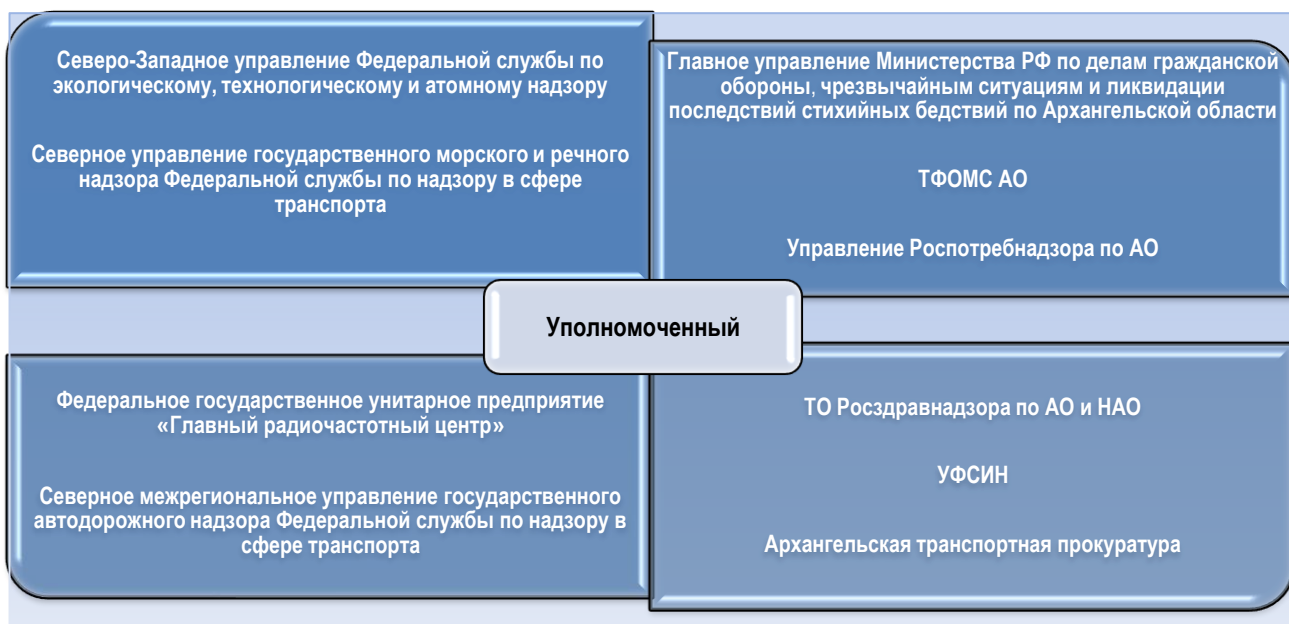 Северо-Западное управление Федеральной службы по
экологическому, технологическому и атомному надзору
Северное управление государственного морского и речного
надзора Федеральной службы по надзору в сфере
транспорта
Главное управление Министерства РФ по делам гражданской
обороны, чрезвычайным ситуациям и ликвидации
последствий стихийных бедствий по Архангельской области
ТФОМС АО
Управление Роспотребнадзора по АО
Уполномоченный
Федеральное государственное унитарное предприятие
«Главный радиочастотный центр»
Северное межрегиональное управление государственного
автодорожного надзора Федеральной службы по надзору в
сфере транспорта
ТО Росздравнадзора по АО и НАО
УФСИН
Архангельская транспортная прокуратура